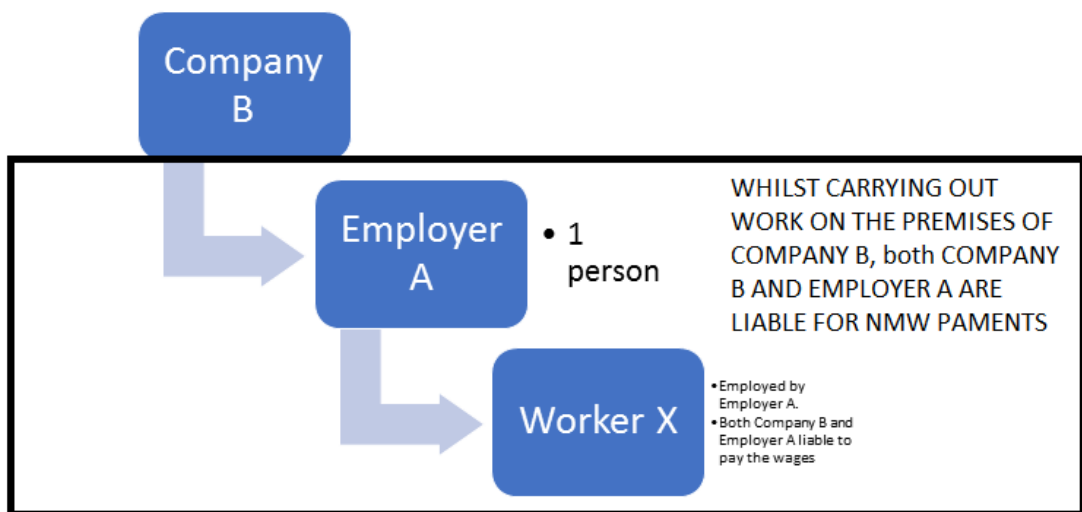 Company
B
Employer
A
• 1
person
WHILST CARRYING OUT
WORK ON THE PREMISES OF
COMPANY B, both COMPANY
B AND EMPLOYER A ARE
LIABLE FOR NMW PAMENTS
Worker X
•Employed by
Employer A.
•Both Company B and
Employer A liable to
pay the wages